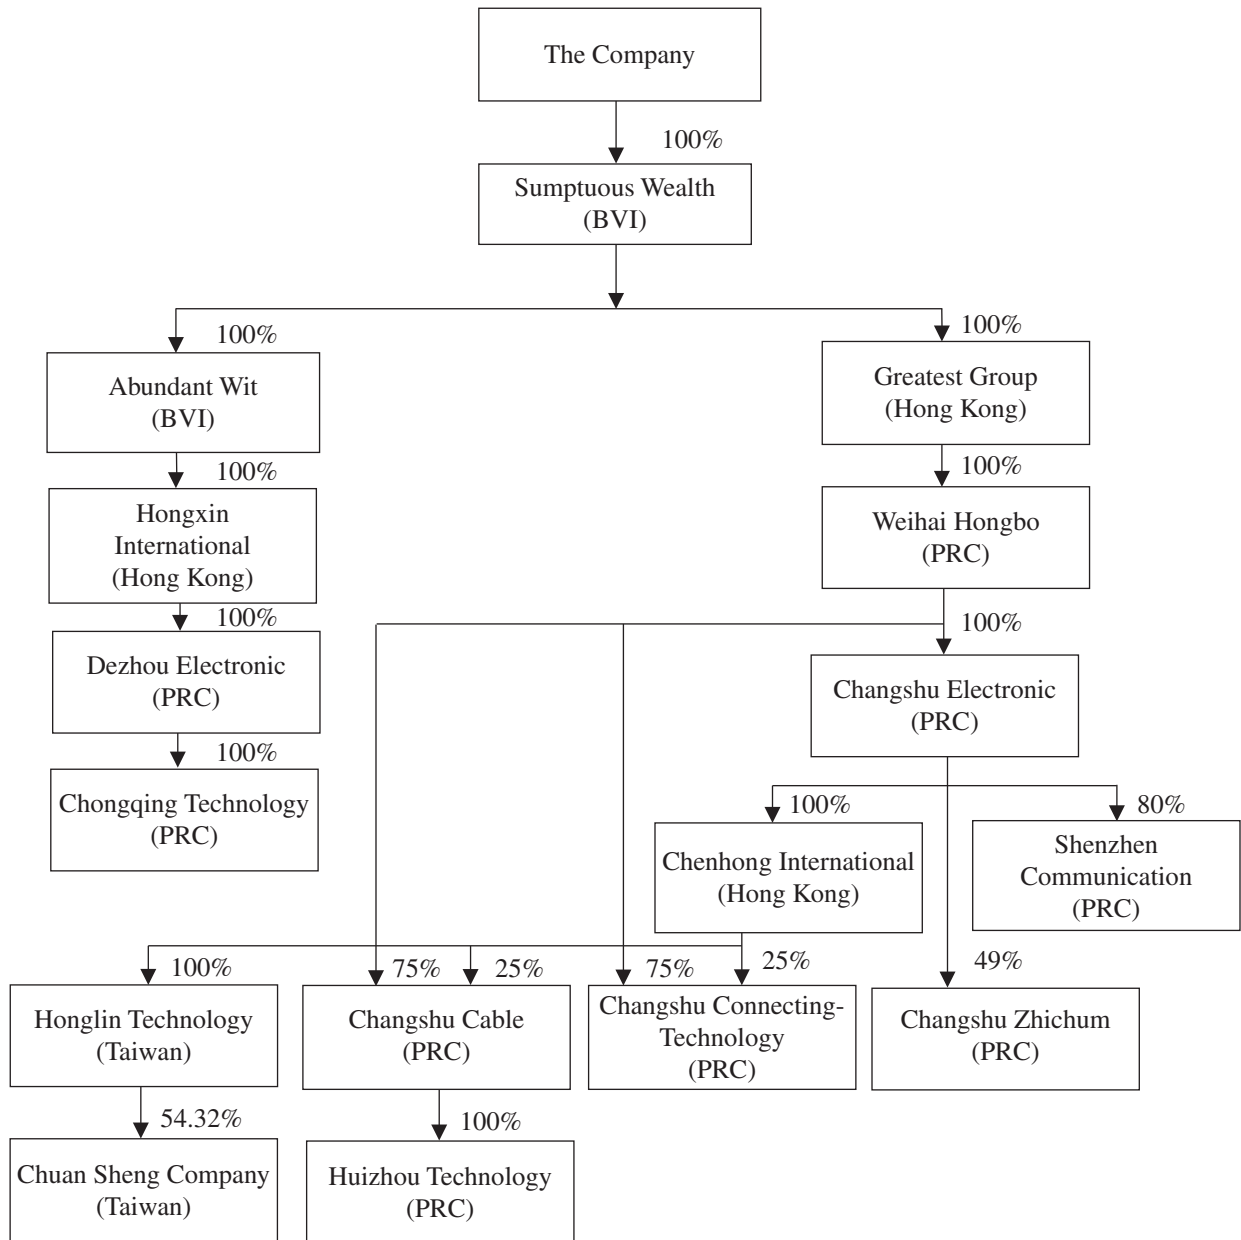 The Company
100%
Sumptuous Wealth
(BVI)
100%
100%
Abundant Wit
(BVI)
Greatest Group
(Hong Kong)
100%
100%
Hongxin
International
(Hong Kong)
Weihai Hongbo
(PRC)
100%
100%
Dezhou Electronic
(PRC)
Changshu Electronic
(PRC)
100%
Chongqing Technology
(PRC)
100%
80%
Chenhong International
(Hong Kong)
Shenzhen
Communication
(PRC)
100%
75%
25%
75%
25%
49%
Honglin Technology
(Taiwan)
Changshu Cable
(PRC)
Changshu Connecting-
Technology
(PRC)
Changshu Zhichum
(PRC)
54.32%
100%
Chuan Sheng Company
(Taiwan)
Huizhou Technology
(PRC)